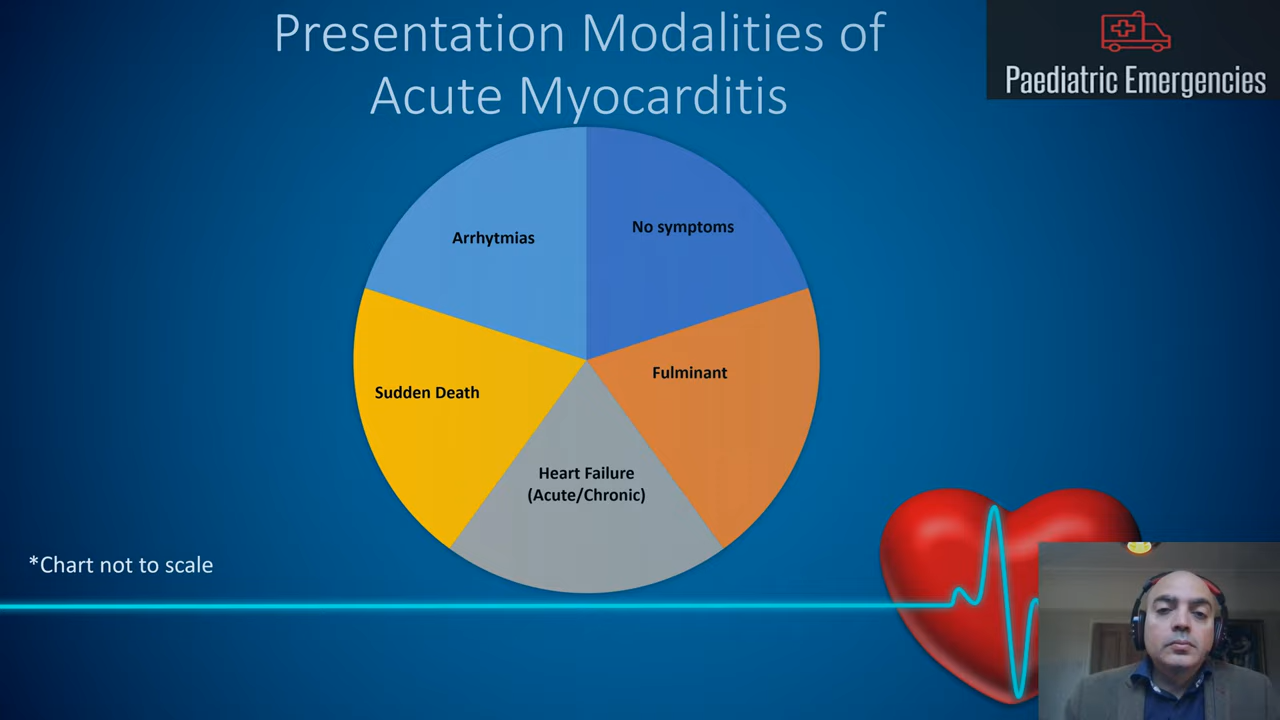 Presentation Modalities of
Acute Myocarditis
Paediatric Emergencies
Arrhytmias
No symptoms
Fulminant
Sudden Death
Heart Failure
(Acute/Chronic)
*Chart not to scale